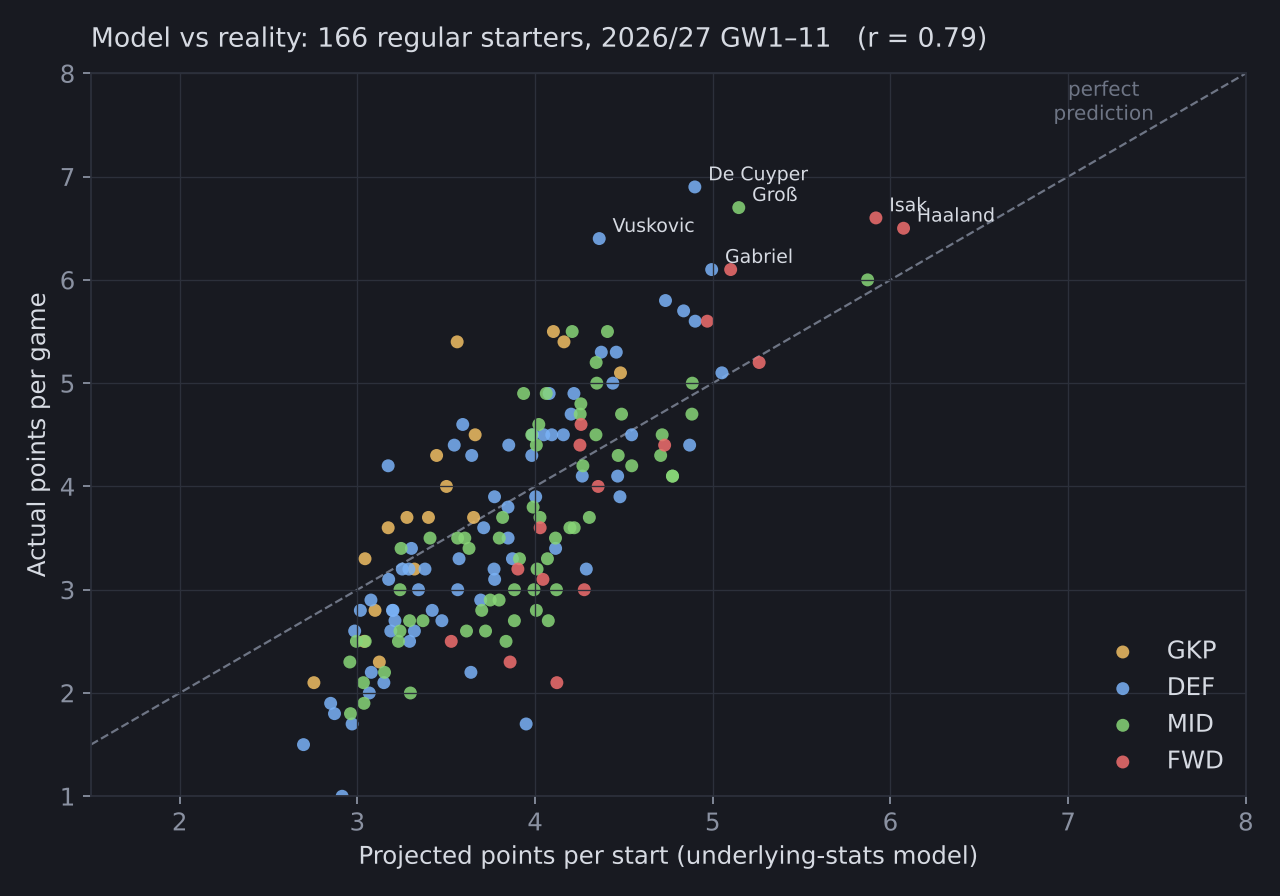 Model vs reality: 166 regular starters, 2026/27 GW1–11 (r = 0.79)
8
perfect
prediction
De Cuyper
7
Groß
Isak
Haaland
Vuskovic
Gabriel
6
Actual points per game
5
4
3
GKP
DEF
2
MID
FWD
1
2
3
4
5
6
7
8
Projected points per start (underlying-stats model)